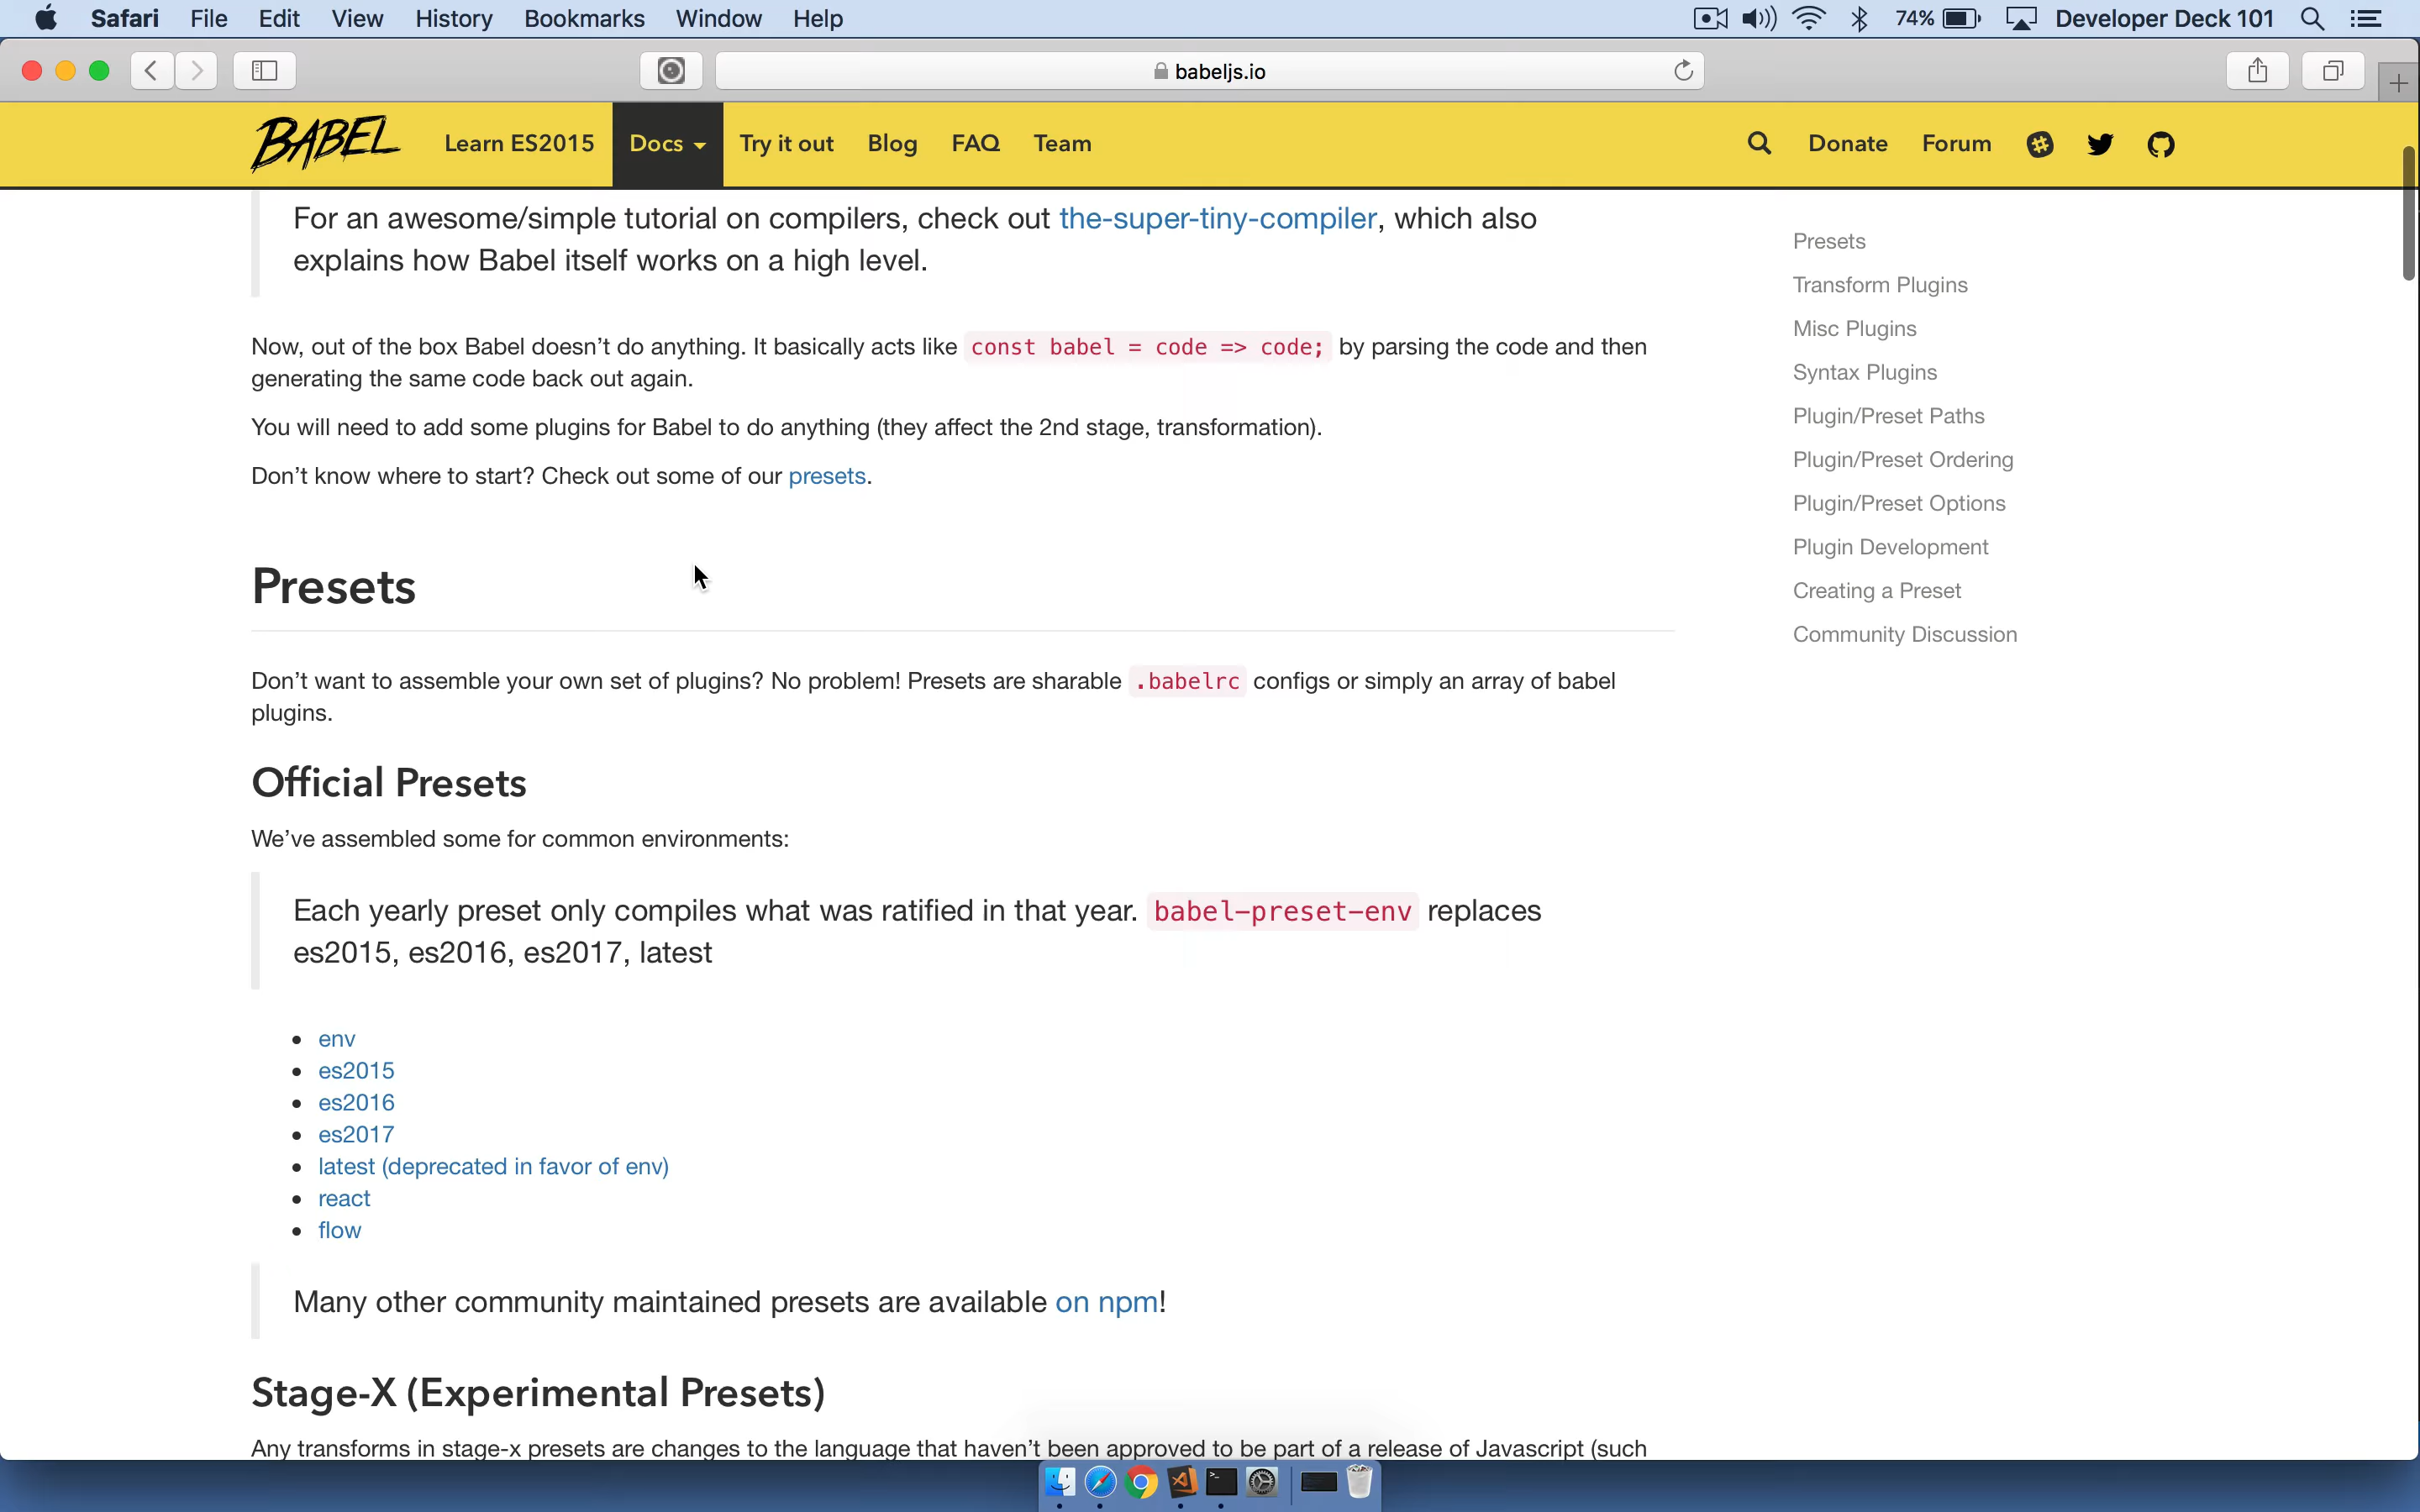 Safari File Edit View History Bookmarks Window Help 74% Developer Deck 101
babeljs.io
BABEL Learn ES2015 Docs Try it out Blog FAQ Team Donate Forum
For an awesome/simple tutorial on compilers, check out the-super-tiny-compiler, which also
explains how Babel itself works on a high level.
Now, out of the box Babel doesn’t do anything. It basically acts like const babel = code => code; by parsing the code and then
generating the same code back out again.
You will need to add some plugins for Babel to do anything (they affect the 2nd stage, transformation).
Don’t know where to start? Check out some of our presets.
Presets
Don’t want to assemble your own set of plugins? No problem! Presets are sharable .babelrc configs or simply an array of babel
plugins.
Official Presets
We’ve assembled some for common environments:
Each yearly preset only compiles what was ratified in that year. babel-preset-env replaces
es2015, es2016, es2017, latest
env
es2015
es2016
es2017
latest (deprecated in favor of env)
react
flow
Many other community maintained presets are available on npm!
Stage-X (Experimental Presets)
Any transforms in stage-x presets are changes to the language that haven’t been approved to be part of a release of Javascript (such
Presets
Transform Plugins
Misc Plugins
Syntax Plugins
Plugin/Preset Paths
Plugin/Preset Ordering
Plugin/Preset Options
Plugin Development
Creating a Preset
Community Discussion